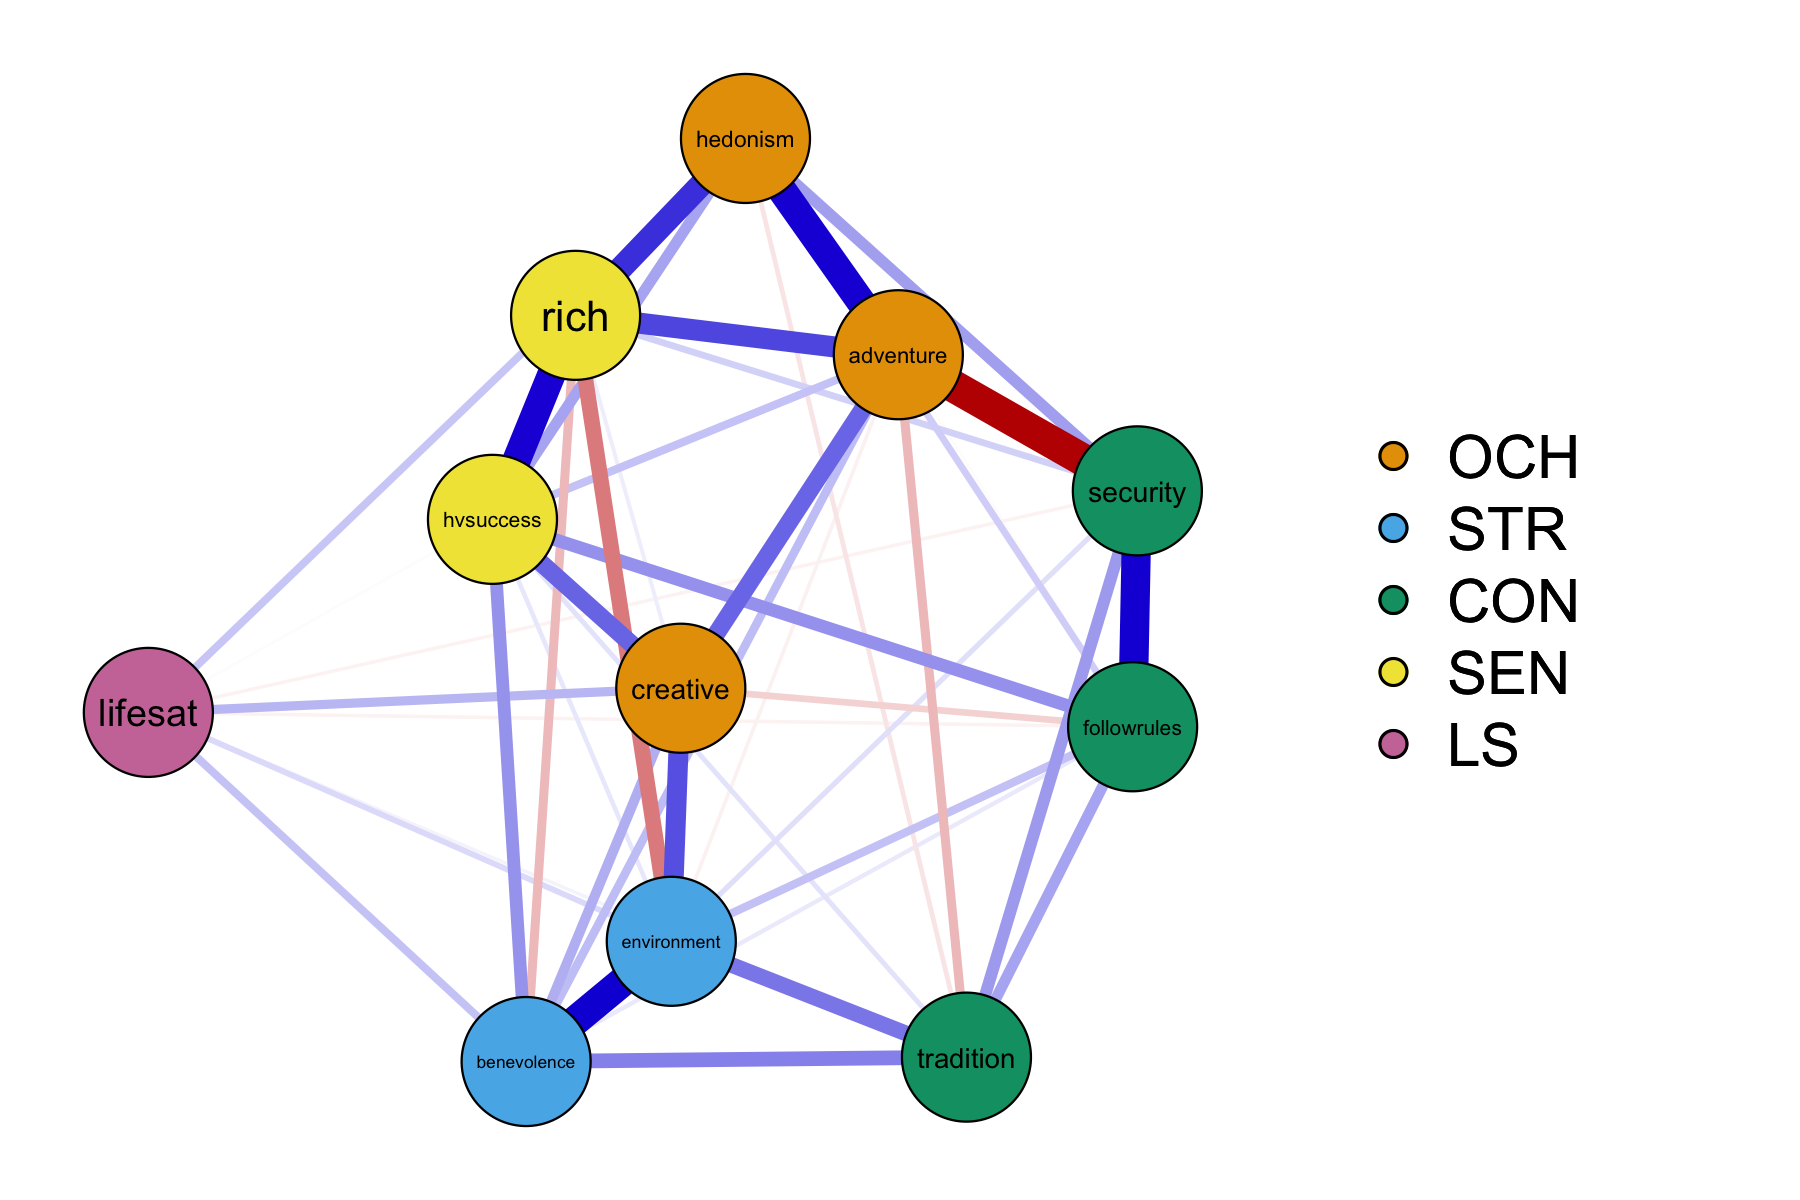 hedonism
rich
adventure
security
hvsuccess
creative
lifesat
followrules
environment
benevolence
tradition
OCH
STR
CON
SEN
LS